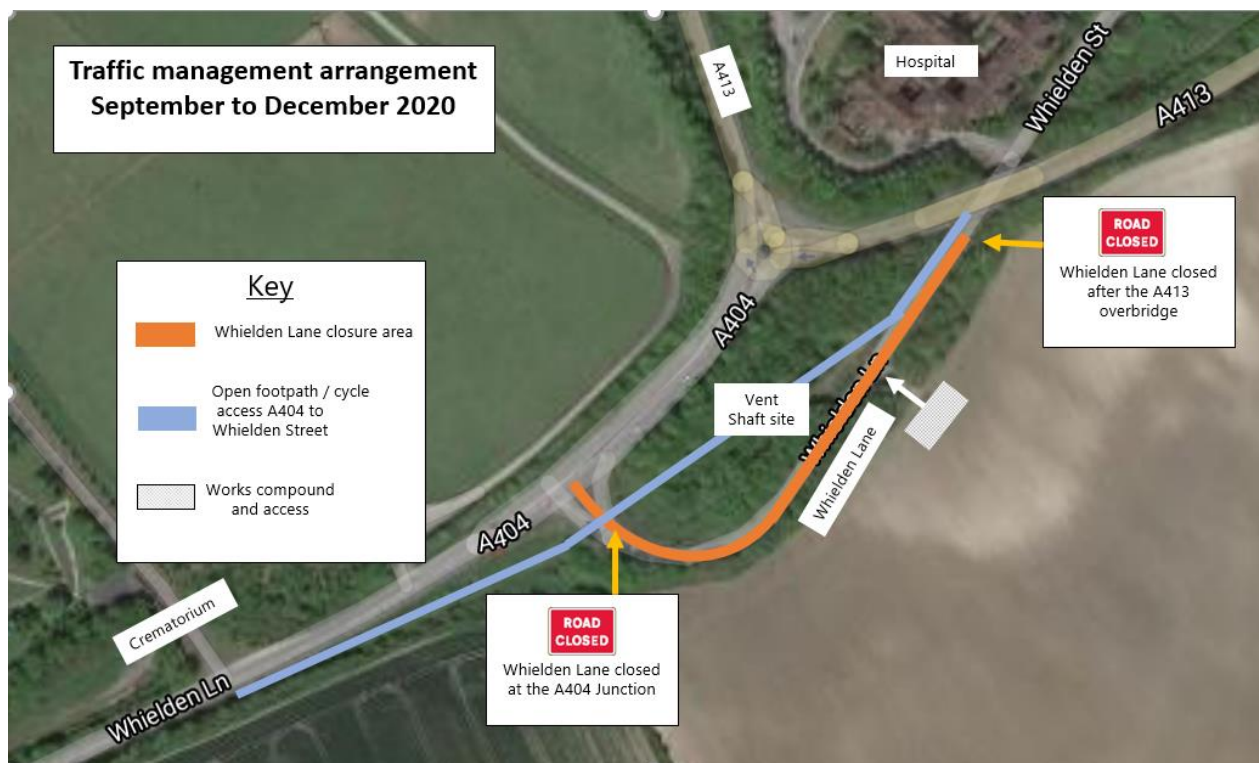 Traffic management arrangement
September to December 2020
A413
Hospital
Whielden St
A413
ROAD
CLOSED
Whielden Lane closed
after the A413
overbridge
Key
Whielden Lane closure area
Open footpath / cycle
access A404 to
Whielden Street
Works compound
and access
A404
Vent
Shaft site
Whielden Ln
Whielden Lane
A404
Crematorium
Whielden Ln
ROAD
CLOSED
Whielden Lane closed
at the A404 Junction